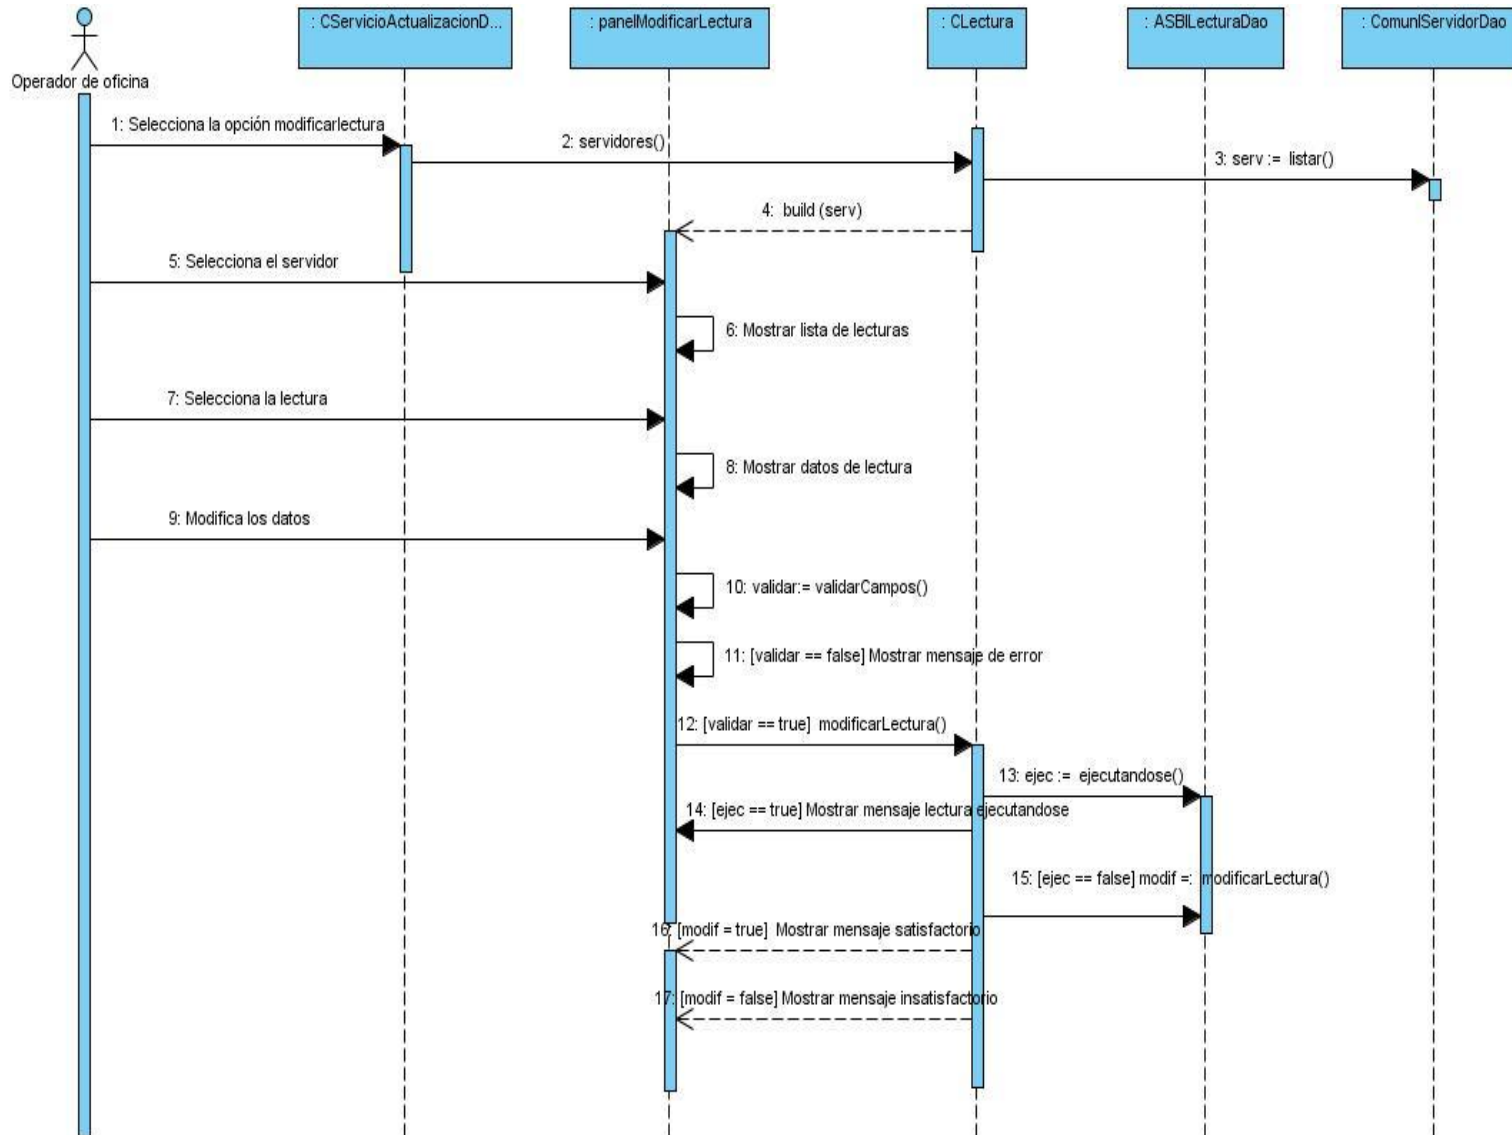 : CServicioActualizacionD...
: panelModificarLectura
: CLectura
: ASBILecturaDao
: ComunIServidorDao
Operador de oficina
1: Selecciona la opción modificarlectura
2: servidores()
3: serv := listar()
4: build (serv)
5: Selecciona el servidor
6: Mostrar lista de lecturas
7: Selecciona la lectura
8: Mostrar datos de lectura
9: Modifica los datos
10: validar:= validarCampos()
11: [validar == false] Mostrar mensaje de error
12: [validar == true] modificarLectura()
13: ejec := ejecutandose()
14: [ejec == true] Mostrar mensaje lectura ejecutandose
15: [ejec == false] modif =: modificarLectura()
16: [modif = true] Mostrar mensaje satisfactorio
17: [modif = false] Mostrar mensaje insatisfactorio